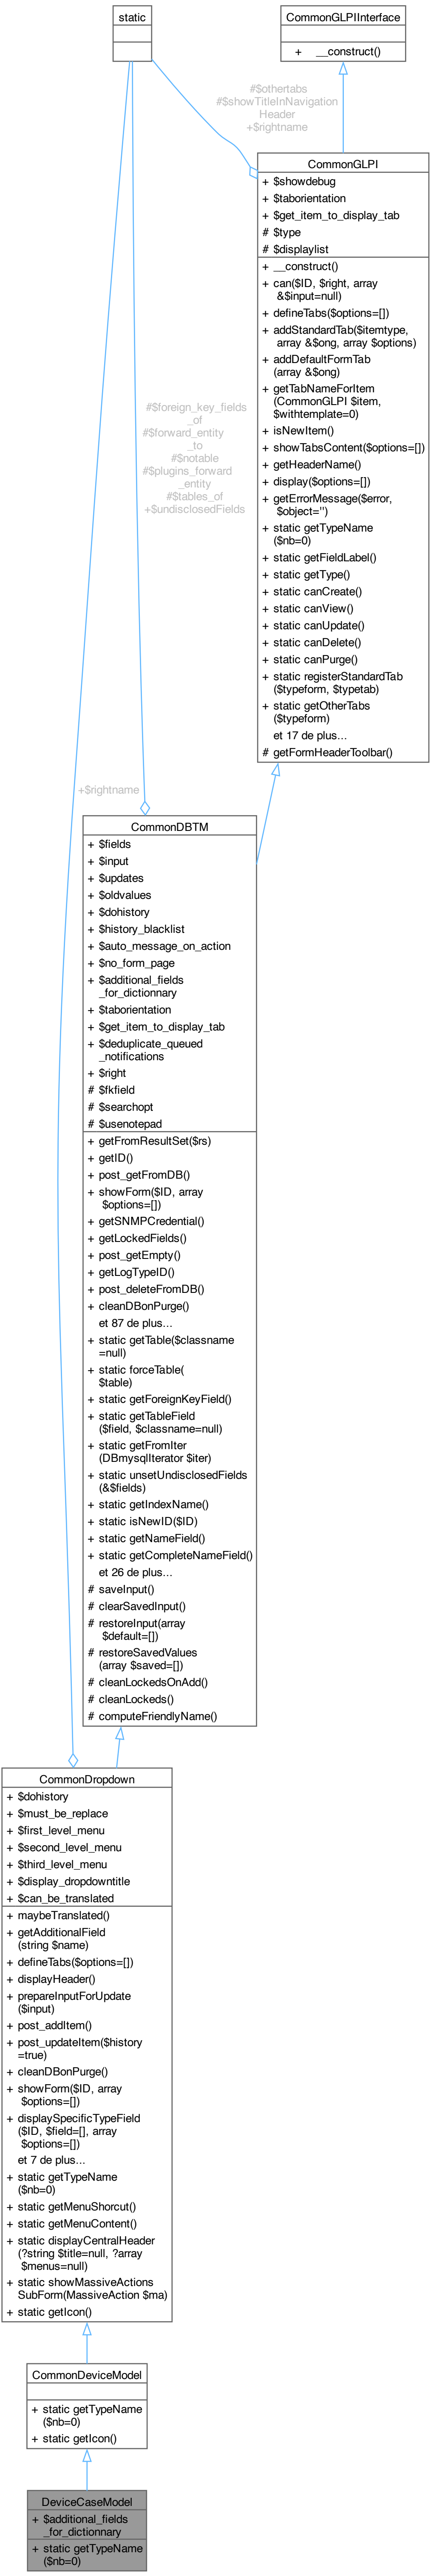 static
CommonGLPIInterface
+ __construct()
#$othertabs
#$showTitleInNavigation
Header
+$rightname
CommonGLPI
+ $showdebug
+ $taborientation
+ $get_item_to_display_tab
# $type
# $displaylist
+ __construct()
+ can($ID, $right, array
&$input=null)
+ defineTabs($options=[])
+ addStandardTab($itemtype,
array &$ong, array $options)
+ addDefaultFormTab
(array &$ong)
+ getTabNameForItem
(CommonGLPI $item,
$withtemplate=0)
+ isNewItem()
+ showTabsContent($options=[])
+ getHeaderName()
+ display($options=[])
+ getErrorMessage($error,
$object='')
+ static getTypeName
($nb=0)
+ static getFieldLabel()
+ static getType()
+ static canCreate()
+ static canView()
+ static canUpdate()
+ static canDelete()
+ static canPurge()
+ static registerStandardTab
($typeform, $typetab)
+ static getOtherTabs
($typeform)
et 17 de plus...
# getFormHeaderToolbar()
#$foreign_key_fields
_of
#$forward_entity
_to
#$notable
#$plugins_forward
_entity
#$tables_of
+$undisclosedFields
+$rightname
CommonDBTM
+ $fields
+ $input
+ $updates
+ $oldvalues
+ $dohistory
+ $history_blacklist
+ $auto_message_on_action
+ $no_form_page
+ $additional_fields
_for_dictionnary
+ $taborientation
+ $get_item_to_display_tab
+ $deduplicate_queued
_notifications
+ $right
# $fkfield
# $searchopt
# $usenotepad
+ getFromResultSet($rs)
+ getID()
+ post_getFromDB()
+ showForm($ID, array
$options=[])
+ getSNMPCredential()
+ getLockedFields()
+ post_getEmpty()
+ getLogTypeID()
+ post_deleteFromDB()
+ cleanDBonPurge()
et 87 de plus...
+ static getTable($classname
=null)
+ static forceTable(
$table)
+ static getForeignKeyField()
+ static getTableField
($field, $classname=null)
+ static getFromIter
(DBmysqlIterator $iter)
+ static unsetUndisclosedFields
(&$fields)
+ static getIndexName()
+ static isNewID($ID)
+ static getNameField()
+ static getCompleteNameField()
et 26 de plus...
# saveInput()
# clearSavedInput()
# restoreInput(array
$default=[])
# restoreSavedValues
(array $saved=[])
# cleanLockedsOnAdd()
# cleanLockeds()
# computeFriendlyName()
CommonDropdown
+ $dohistory
+ $must_be_replace
+ $first_level_menu
+ $second_level_menu
+ $third_level_menu
+ $display_dropdowntitle
+ $can_be_translated
+ maybeTranslated()
+ getAdditionalField
(string $name)
+ defineTabs($options=[])
+ displayHeader()
+ prepareInputForUpdate
($input)
+ post_addItem()
+ post_updateItem($history
=true)
+ cleanDBonPurge()
+ showForm($ID, array
$options=[])
+ displaySpecificTypeField
($ID, $field=[], array
$options=[])
et 7 de plus...
+ static getTypeName
($nb=0)
+ static getMenuShorcut()
+ static getMenuContent()
+ static displayCentralHeader
(?string $title=null, ?array
$menus=null)
+ static showMassiveActions
SubForm(MassiveAction $ma)
+ static getIcon()
CommonDeviceModel
+ static getTypeName
($nb=0)
+ static getIcon()
DeviceCaseModel
+ $additional_fields
_for_dictionnary
+ static getTypeName
($nb=0)